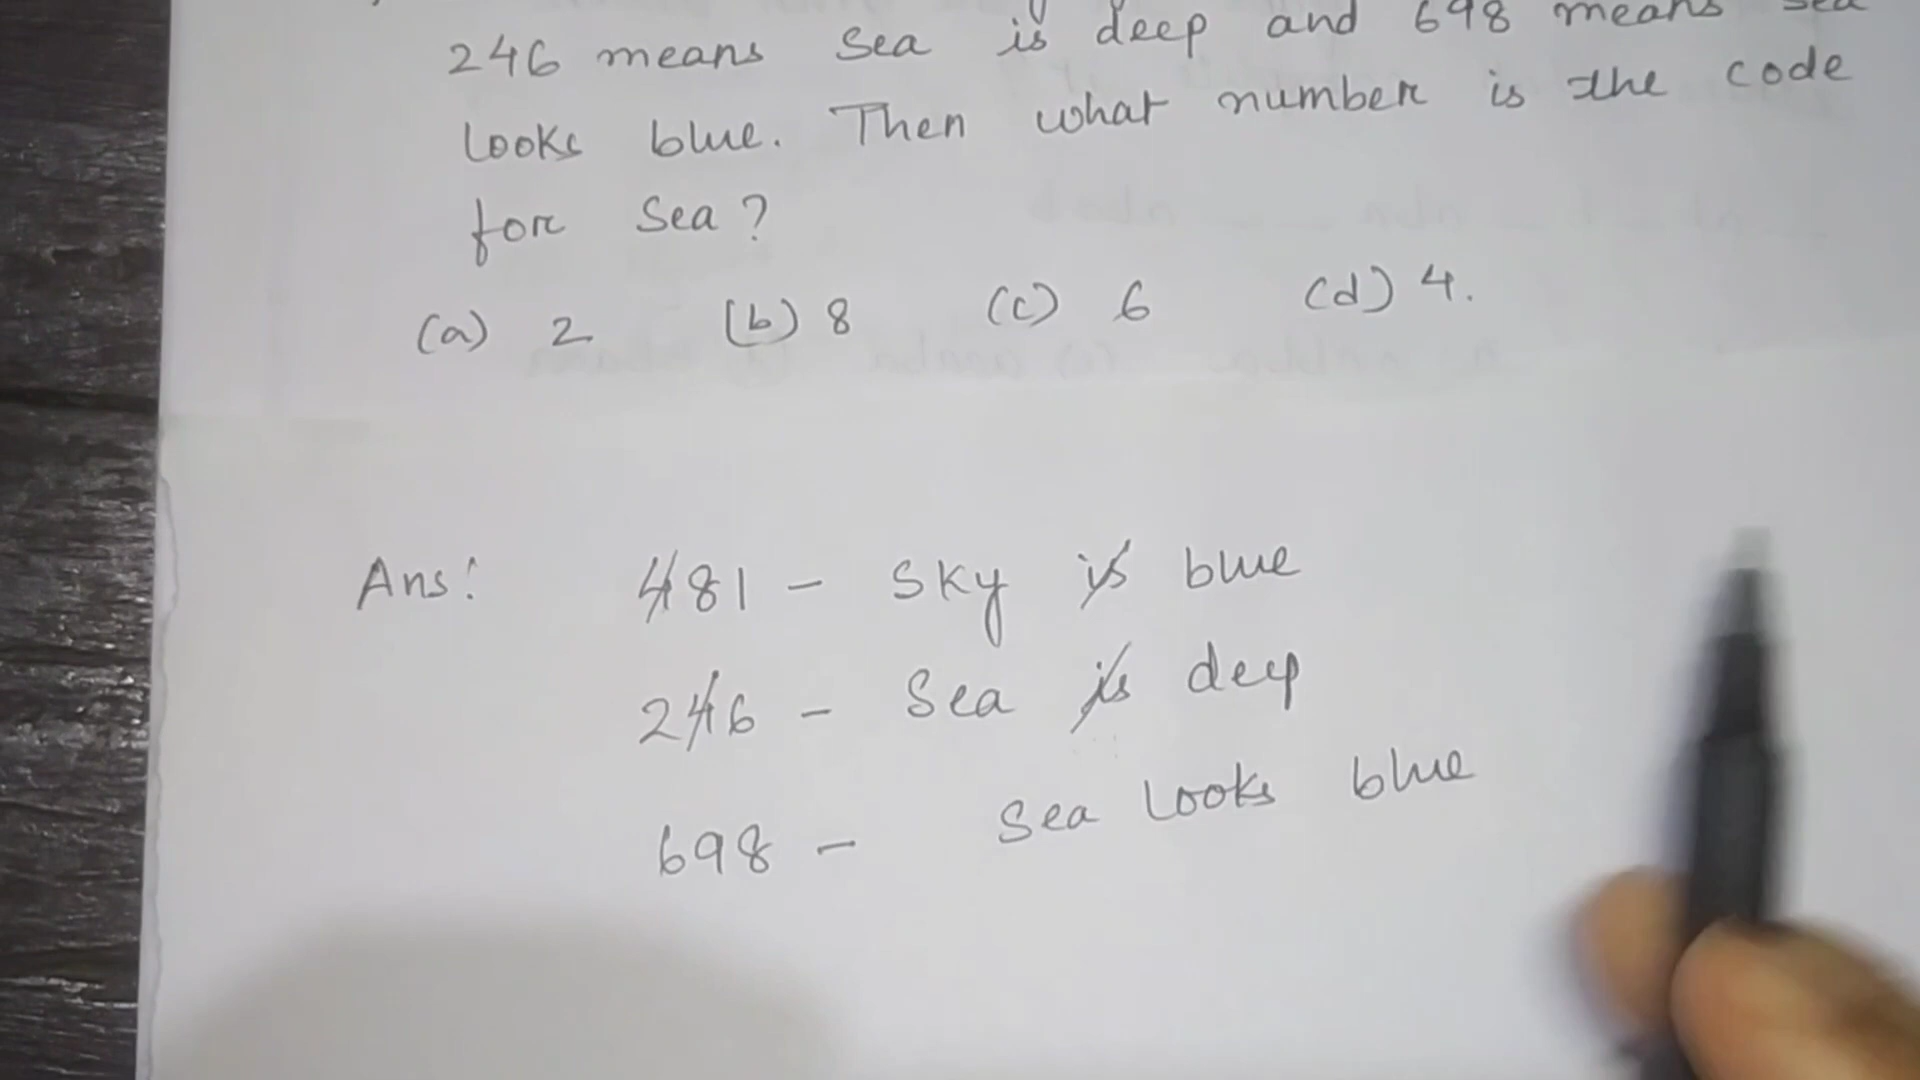 246 means Sea is deep and 698 means sea
looks blue. Then what number is the code
for Sea?
(a) 2 (b) 8 (c) 6 (d) 4.
Ans: 481 - Sky is blue
246 - Sea is deep
698 - Sea looks blue